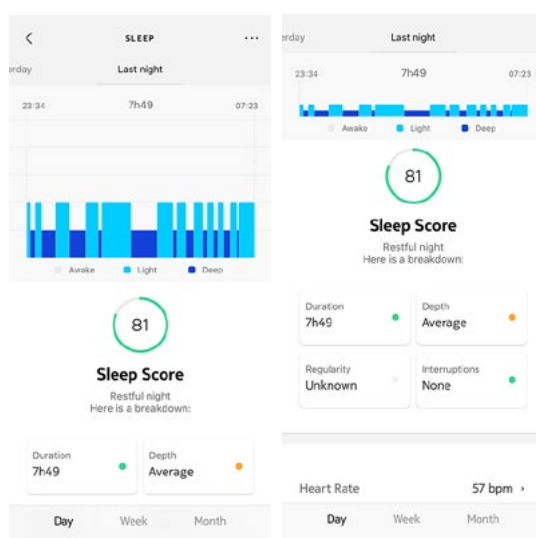 SLEEP
erday
Last night
23:34
7h49
07:23
Awake
Light
Deep
81
Sleep Score
Restful night
Here is a breakdown:
Duration
7h49
Depth
Average
Day
Week
Month
erday
Last night
23:34
7h49
07:23
Awake
Light
Deep
81
Sleep Score
Restful night
Here is a breakdown:
Duration
7h49
Depth
Average
Regularity
Unknown
Interruptions
None
Heart Rate
57 bpm
Day
Week
Month